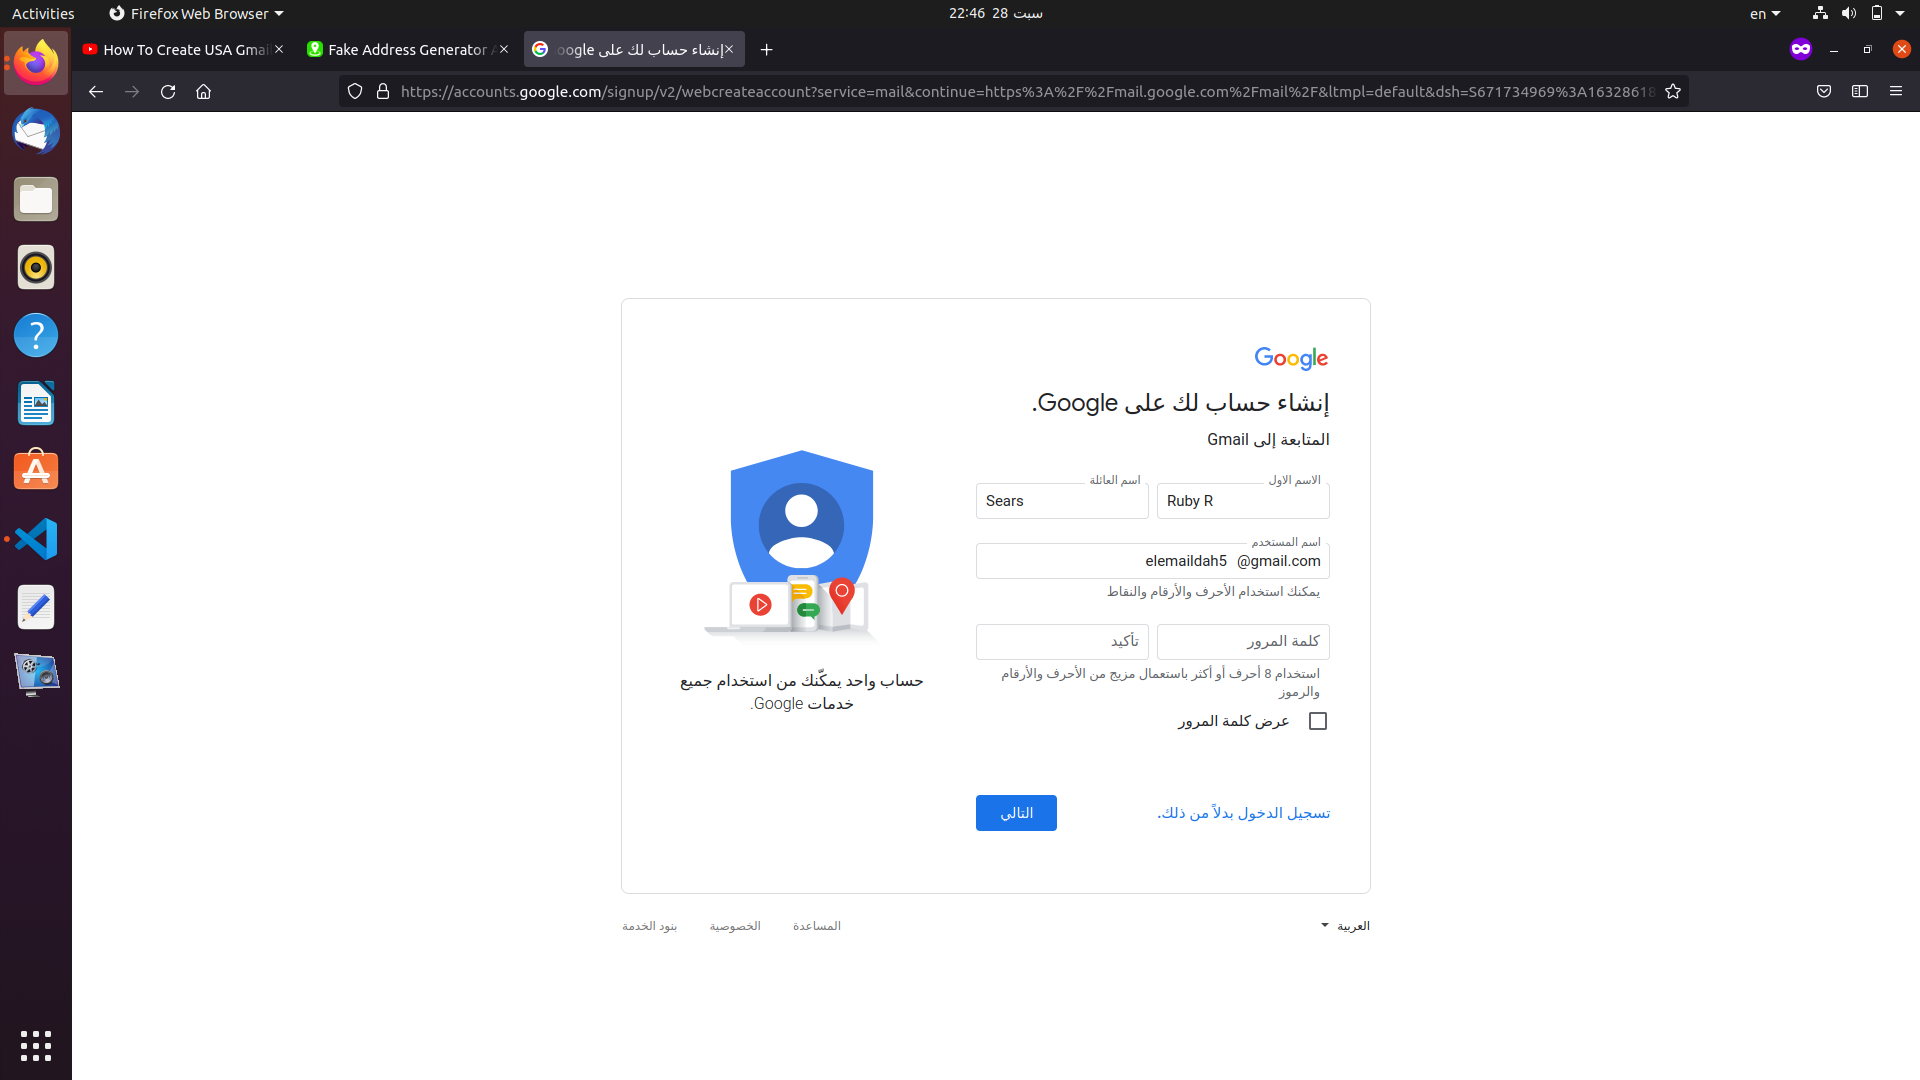 Activities
Firefox Web Browser
22:46 28 سبت
en
How To Create USA Gmai
Fake Address Generator
إنشاء حساب لك على oogle
https://accounts.google.com/signup/v2/webcreateaccount?service=mail&continue=https%3A%2F%2Fmail.google.com%2Fmail%2F&ltmpl=default&dsh=S671734969%3A16328618
Google
إنشاء حساب لك على Google.
المتابعة إلى Gmail
الاسم الاول
اسم العائلة
Ruby R
Sears
اسم المستخدم
elemaildah5 @gmail.com
يمكنك استخدام الأحرف والأرقام والنقاط
كلمة المرور
تأكيد
استخدام 8 أحرف أو أكثر باستعمال مزيج من الأحرف والأرقام
والرموز
عرض كلمة المرور
تسجيل الدخول بدلاً من ذلك.
التالي
حساب واحد يمكّنك من استخدام جميع
خدمات Google.
العربية
المساعدة
الخصوصية
بنود الخدمة